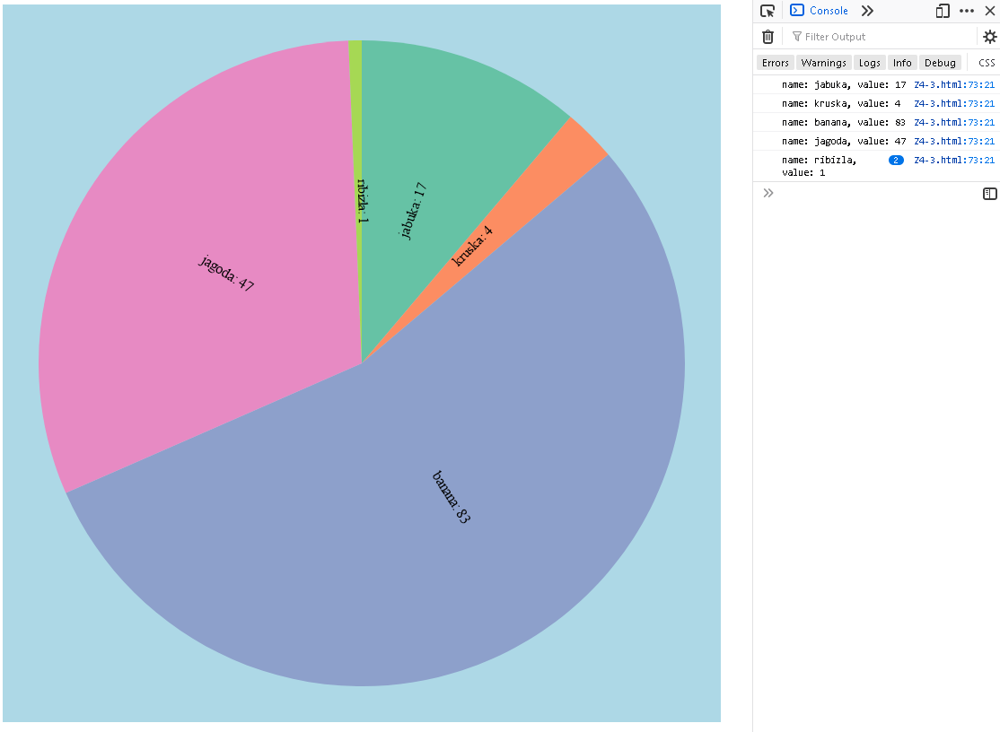 ribizla: 1
jabuka: 17
kruska: 4
jagoda: 47
banana: 83
Console
Filter Output
Errors Warnings Logs Info Debug CSS
name: jabuka, value: 17 Z4-3.html:73:21
name: kruska, value: 4 Z4-3.html:73:21
name: banana, value: 83 Z4-3.html:73:21
name: jagoda, value: 47 Z4-3.html:73:21
name: ribizla, 2 Z4-3.html:73:21
value: 1